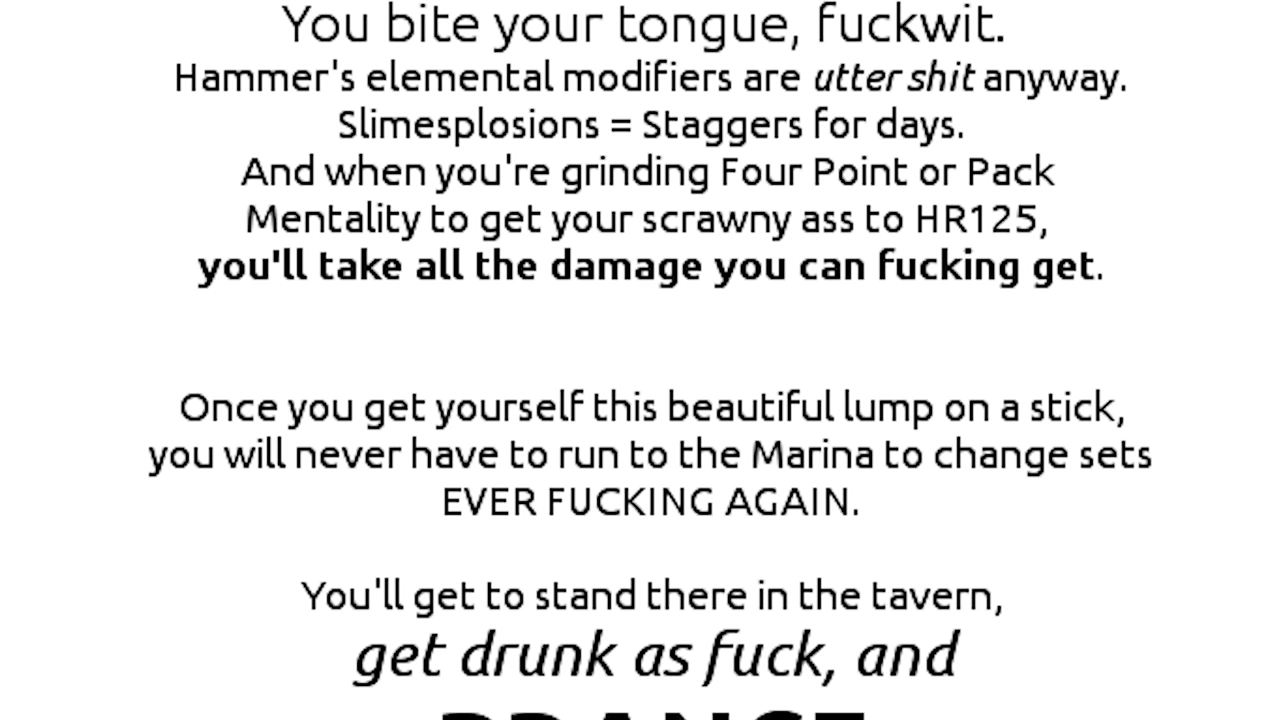 You bite your tongue, fuckwit.
Hammer's elemental modifiers are utter shit anyway.
Slimesplosions = Staggers for days.
And when you're grinding Four Point or Pack
Mentality to get your scrawny ass to HR125,
you'll take all the damage you can fucking get.
Once you get yourself this beautiful lump on a stick,
you will never have to run to the Marina to change sets
EVER FUCKING AGAIN.
You'll get to stand there in the tavern,
get drunk as fuck, and